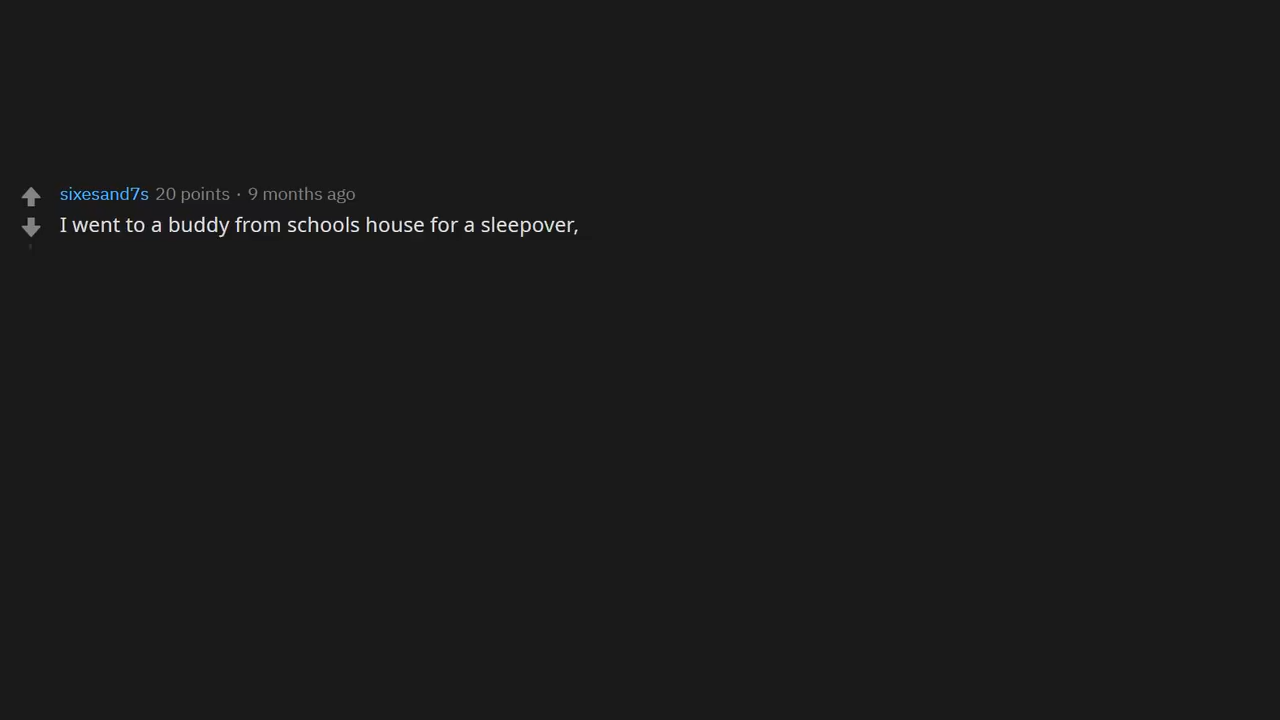 sixesand7s 20 points · 9 months ago
I went to a buddy from schools house for a sleepover,